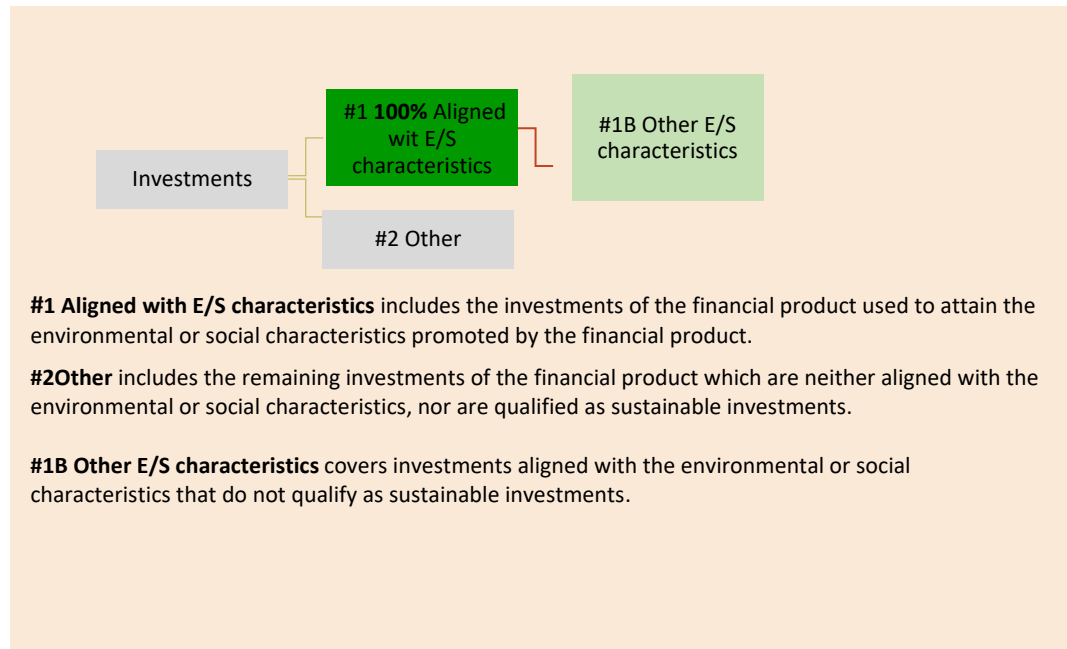 #1 100% Aligned
wit E/S
characteristics
#1B Other E/S
characteristics
Investments
#2 Other
#1 Aligned with E/S characteristics includes the investments of the financial product used to attain the
environmental or social characteristics promoted by the financial product.
#2Other includes the remaining investments of the financial product which are neither aligned with the
environmental or social characteristics, nor are qualified as sustainable investments.
#1B Other E/S characteristics covers investments aligned with the environmental or social
characteristics that do not qualify as sustainable investments.